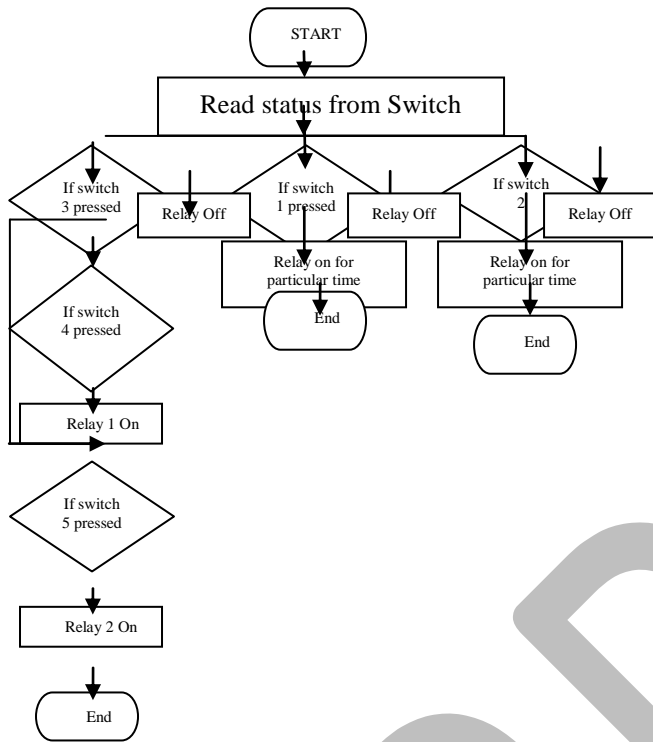 START
Read status from Switch
If switch
3 pressed
Relay Off
If switch
1 pressed
Relay Off
If switch
2
Relay Off
Relay on for
particular time
Relay on for
particular time
If switch
4 pressed
End
End
Relay 1 On
If switch
5 pressed
Relay 2 On
End